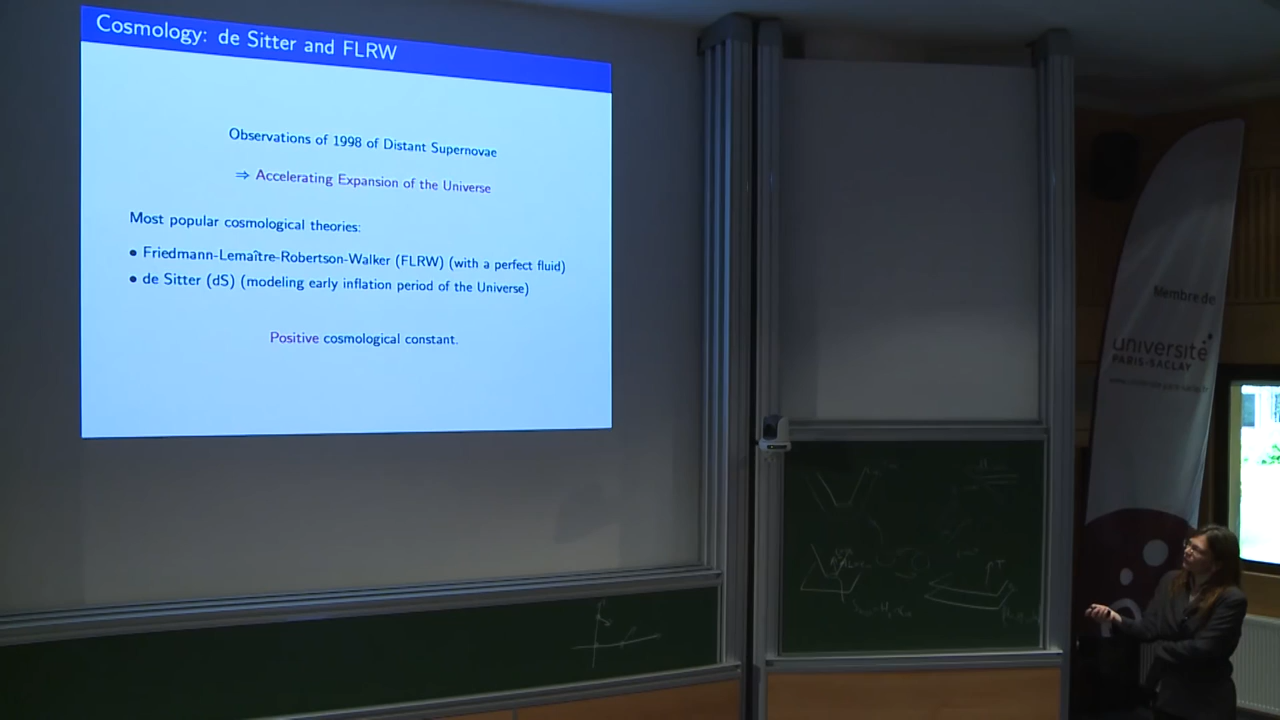 Cosmology: de Sitter and FLRW
Observations of 1998 of Distant Supernovae
⇒ Accelerating Expansion of the Universe
Most popular cosmological theories:
• Friedmann-Lemaître-Robertson-Walker (FLRW) (with a perfect fluid)
• de Sitter (dS) (modeling early inflation period of the Universe)
Positive cosmological constant.
Membre de
université
PARIS-SACLAY